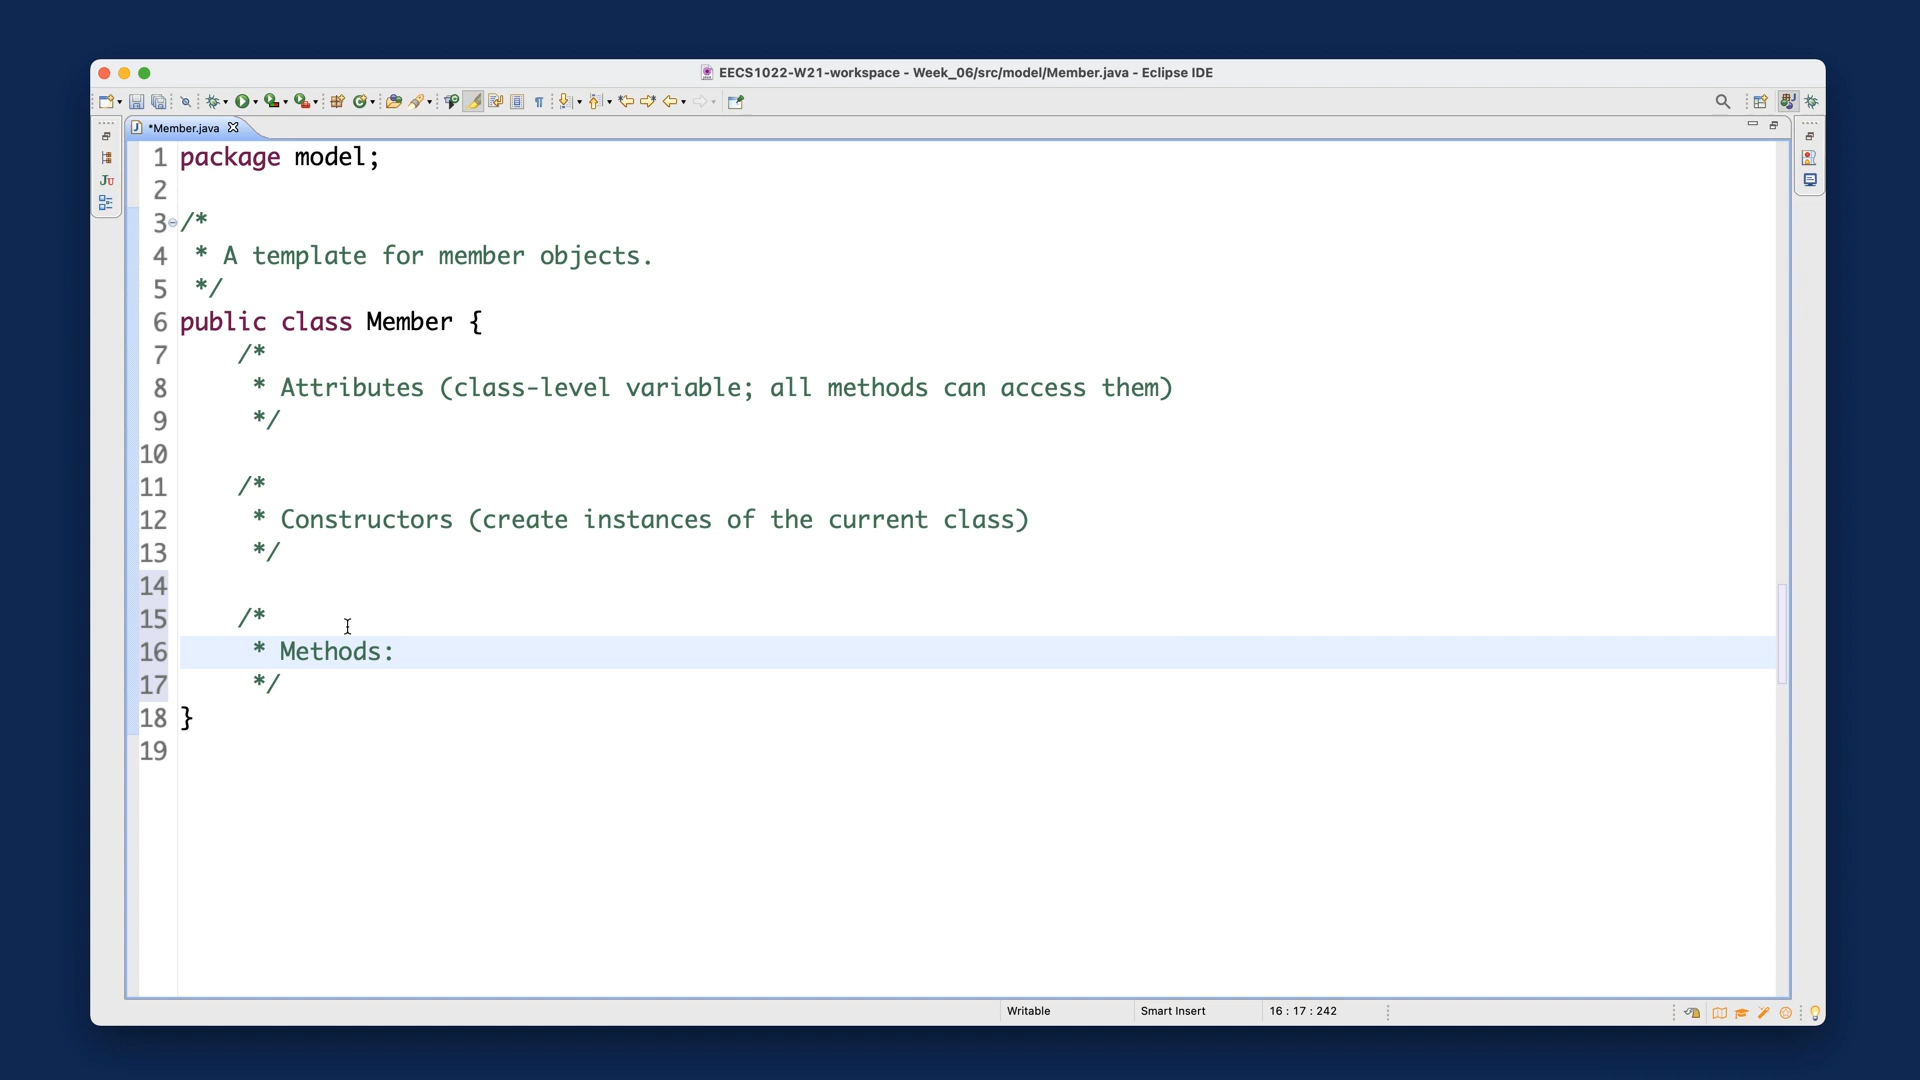 EECS1022-W21-workspace - Week_06/src/model/Member.java - Eclipse IDE
*Member.java
1 package model;
2
3 /*
4 * A template for member objects.
5 */
6 public class Member {
7 /*
8 * Attributes (class-level variable; all methods can access them)
9 */
10
11 /*
12 * Constructors (create instances of the current class)
13 */
14
15 /*
16 * Methods:
17 */
18 }
19
Writable Smart Insert 16 : 17 : 242